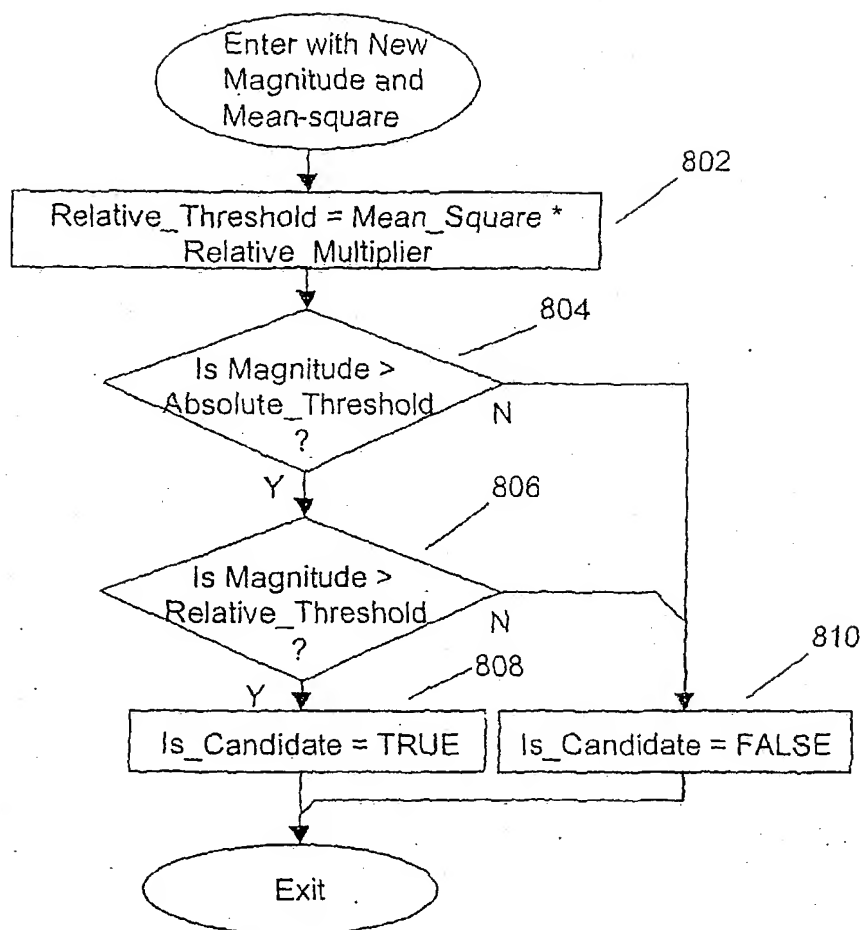 Enter with New
Magnitude and
Mean-square
802
Relative_Threshold = Mean_Square *
Relative_Multiplier
804
Is Magnitude >
Absolute_Threshold
?
N
Y
806
Is Magnitude >
Relative_Threshold
?
N
Y
808
810
Is_Candidate = TRUE
Is_Candidate = FALSE
Exit